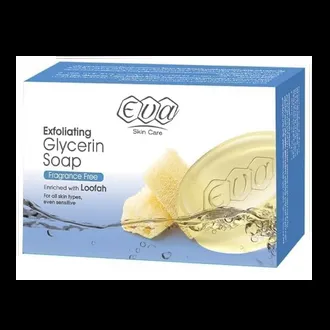 Eva
Skin Care
Exfoliating
Glycerin
Soap
Fragrance Free
Enriched with Loofah
For all skin types,
even sensitive
Eva